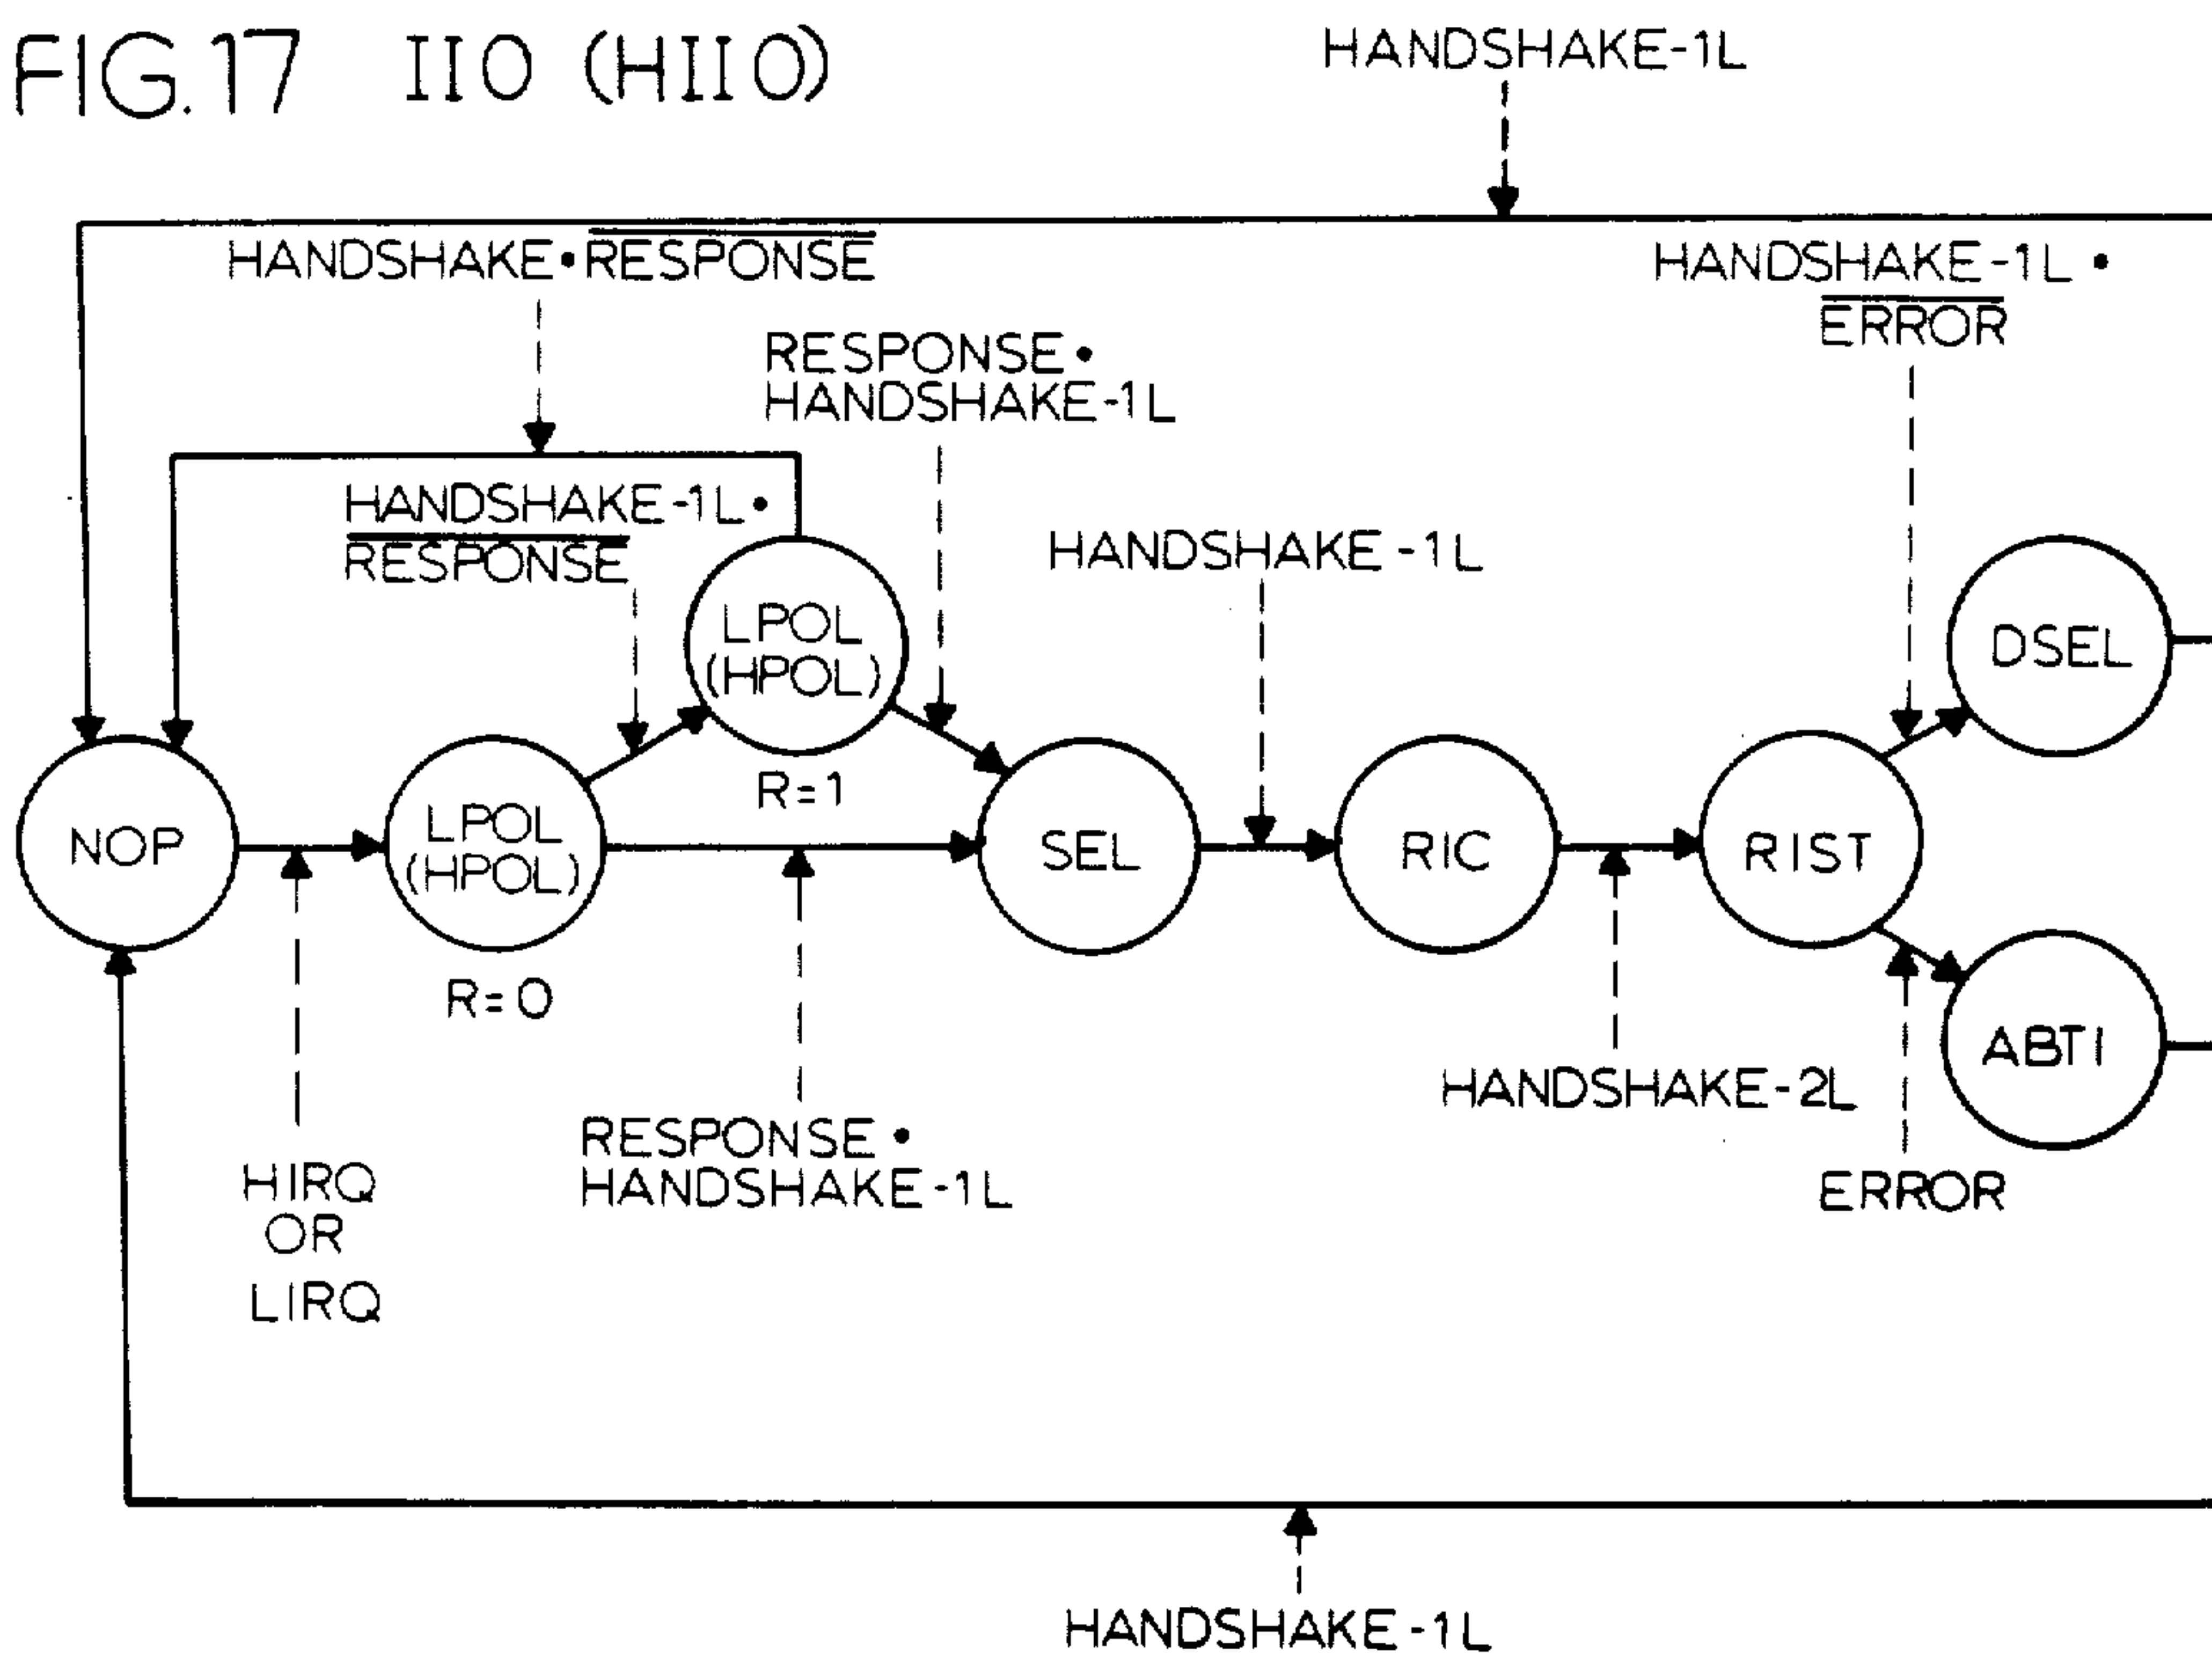 FIG.17 IIO (HIIO)
HANDSHAKE-1L
HANDSHAKE•RESPONSE
HANDSHAKE-1L •
ERROR
RESPONSE•
HANDSHAKE-1L
HANDSHAKE-1L•
RESPONSE
HANDSHAKE-1L
LPOL
(HPOL)
R=1
DSEL
NOP
LPOL
(HPOL)
R=0
SEL
RIC
RIST
ABTI
HANDSHAKE-2L
RESPONSE •
HANDSHAKE-1L
ERROR
HIRQ
OR
LIRQ
HANDSHAKE-1L